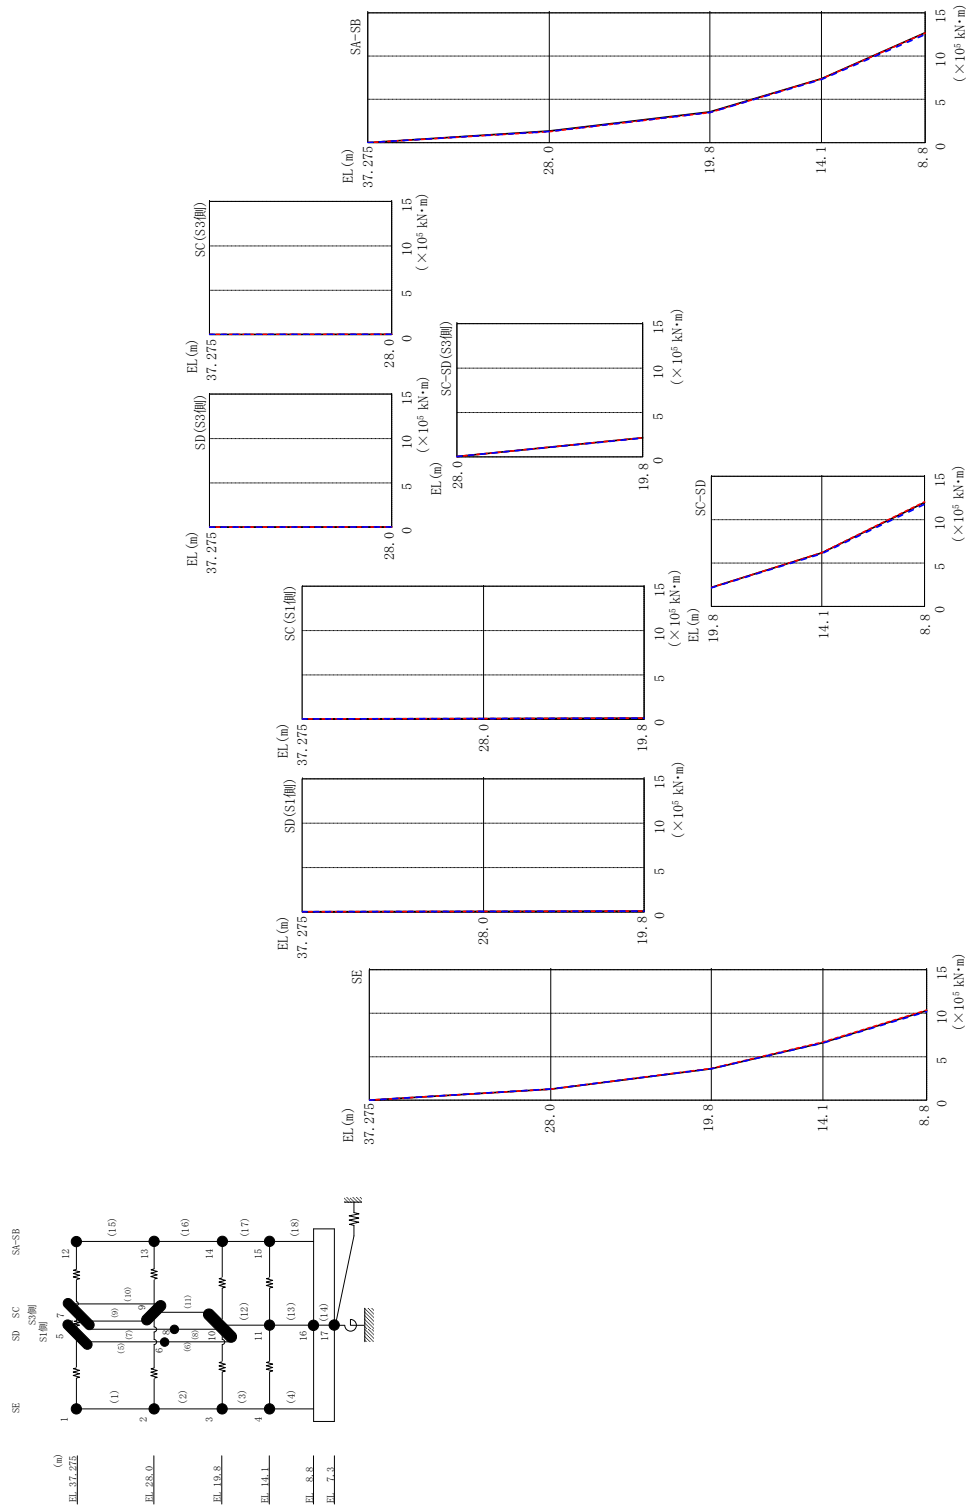 SA-SB
EL(m)
37.275
28.0
19.8
14.1
8.8
0
5
10
15
(×10⁵ kN・m)
SC(S3側)
EL(m)
37.275
28.0
0
5
10
15
(×10⁵ kN・m)
SD(S3側)
EL(m)
37.275
28.0
0
5
10
15
(×10⁵ kN・m)
SC-SD(S3側)
EL(m)
28.0
19.8
0
5
10
15
(×10⁵ kN・m)
SC-SD
EL(m)
19.8
14.1
8.8
0
5
10
15
(×10⁵ kN・m)
SC(S1側)
EL(m)
37.275
28.0
19.8
0
5
10
15
(×10⁵ kN・m)
SD(S1側)
EL(m)
37.275
28.0
19.8
0
5
10
15
(×10⁵ kN・m)
SE
EL(m)
37.275
28.0
19.8
14.1
8.8
0
5
10
15
(×10⁵ kN・m)
SE
SD
SC
SA-SB
S1側
S3側
(m)
EL 37.275
EL 28.0
EL 19.8
EL 14.1
EL 8.8
EL 7.3
1
2
3
4
5
6
7
8
9
10
11
12
13
14
15
16
17
(1)
(2)
(3)
(4)
(5)
(6)
(7)
(8)
(9)
(10)
(11)
(12)
(13)
(14)
(15)
(16)
(17)
(18)